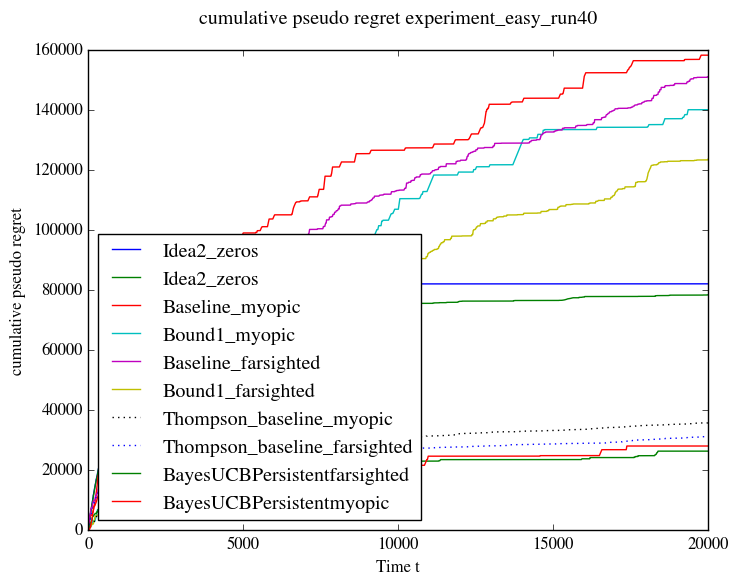 cumulative pseudo regret experiment_easy_run40
160000
140000
120000
100000
80000
60000
40000
20000
0
cumulative pseudo regret
Idea2_zeros
Idea2_zeros
Baseline_myopic
Bound1_myopic
Baseline_farsighted
Bound1_farsighted
Thompson_baseline_myopic
Thompson_baseline_farsighted
BayesUCBPersistentfarsighted
BayesUCBPersistentmyopic
0 5000 10000 15000 20000
Time t